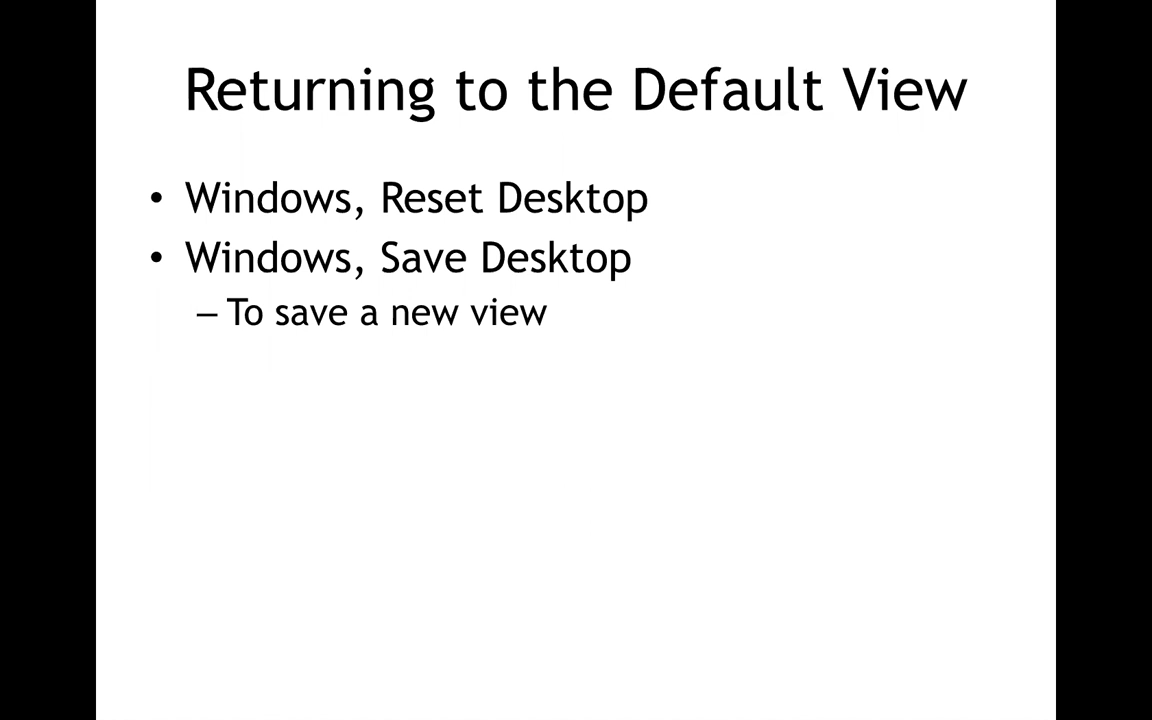 Returning to the Default View
• Windows, Reset Desktop
• Windows, Save Desktop
– To save a new view